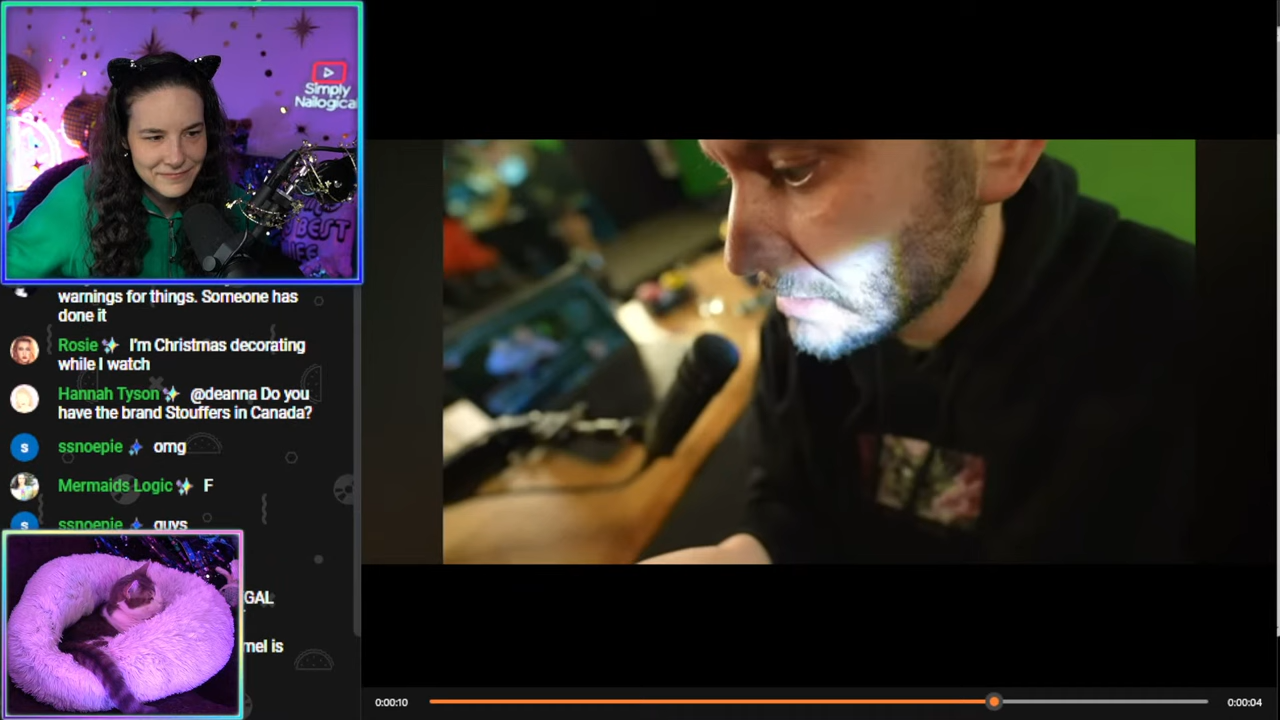 Simply
Nailogical
BEST
warnings for things. Someone has
done it
Rosie I'm Christmas decorating
while I watch
Hannah Tyson @deanna Do you
have the brand Stouffers in Canada?
s
ssnoepie omg
Mermaids Logic F
s
ssnoepie guys
GAL
mel is
0:00:10
0:00:04